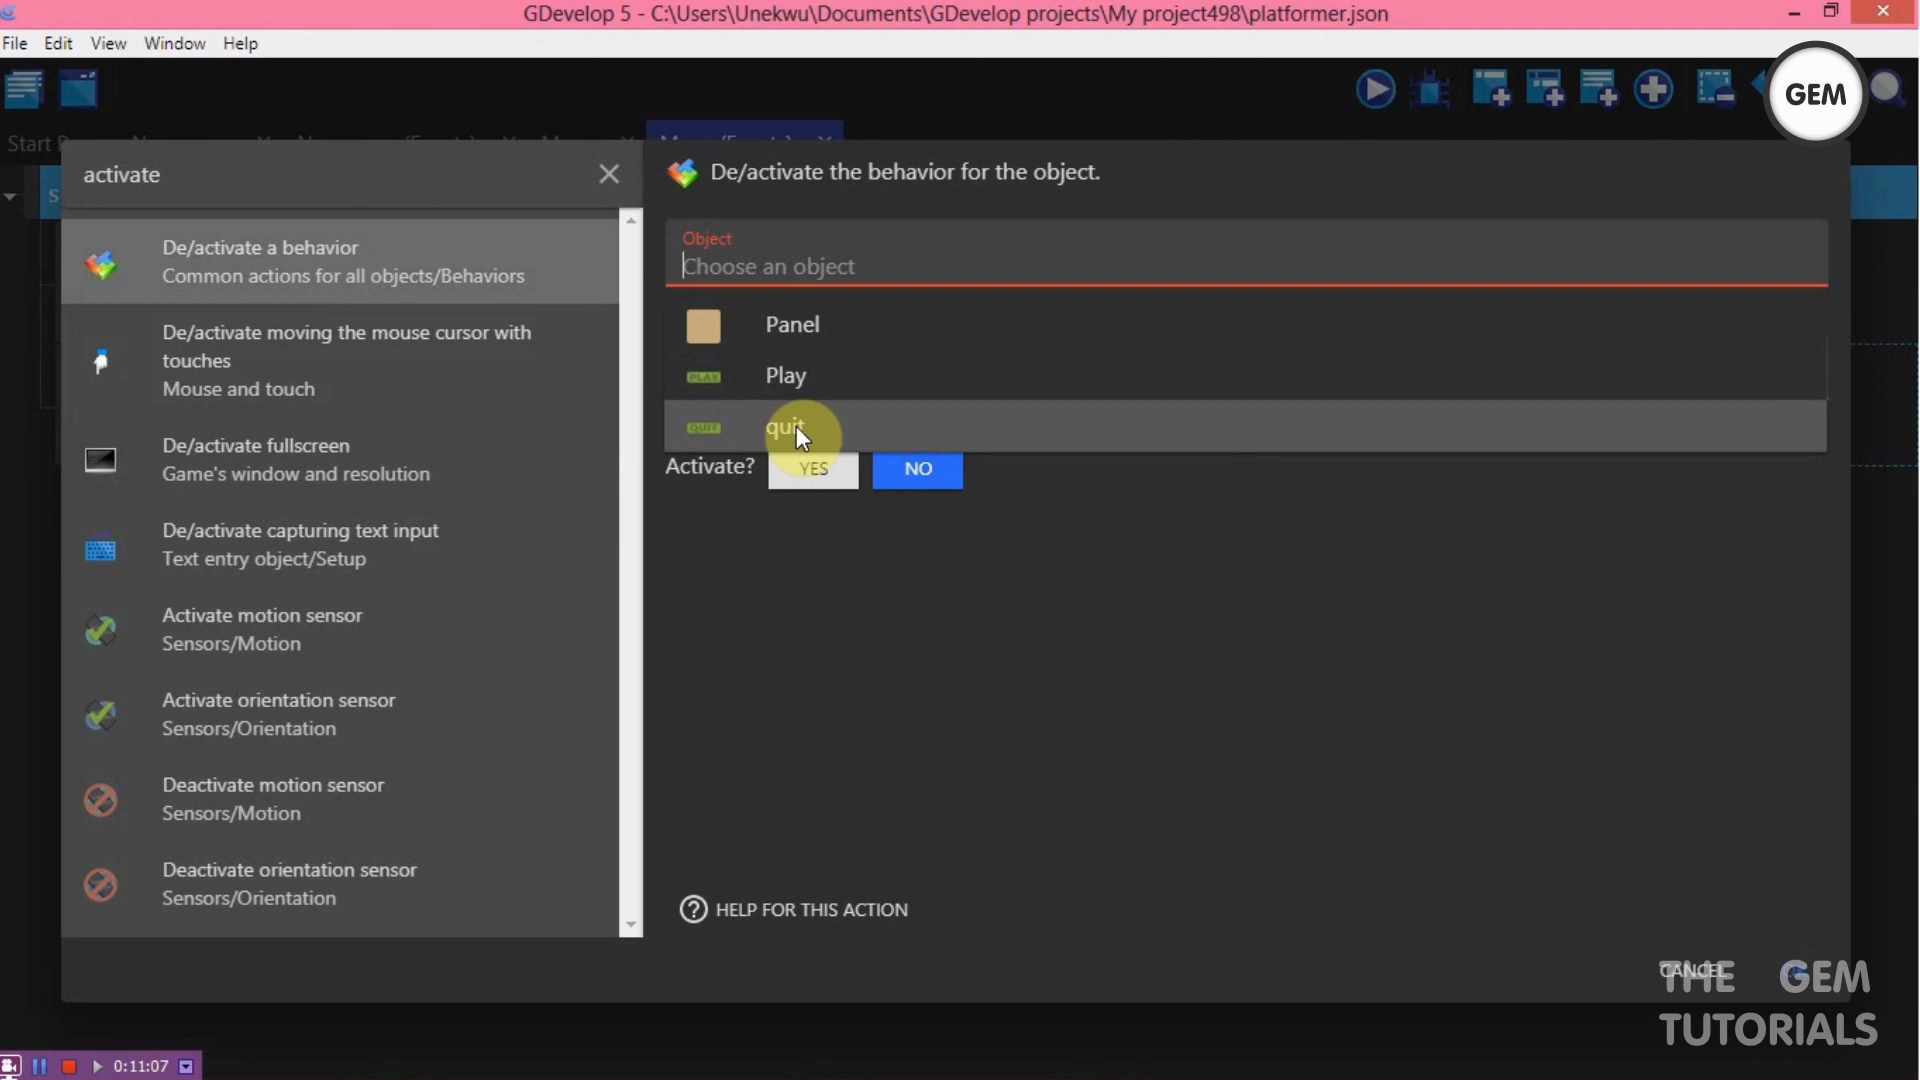 GDevelop 5 - C:\Users\Unekwu\Documents\GDevelop projects\My project498\platformer.json
File Edit View Window Help
GEM
Start
activate
De/activate the behavior for the object.
De/activate a behavior
Common actions for all objects/Behaviors
Object
Choose an object
De/activate moving the mouse cursor with
touches
Mouse and touch
Panel
PLAY Play
QUIT quit
De/activate fullscreen
Game's window and resolution
Activate? YES NO
De/activate capturing text input
Text entry object/Setup
Activate motion sensor
Sensors/Motion
Activate orientation sensor
Sensors/Orientation
Deactivate motion sensor
Sensors/Motion
Deactivate orientation sensor
Sensors/Orientation
HELP FOR THIS ACTION
CANCEL
THE GEM
TUTORIALS
0:11:07